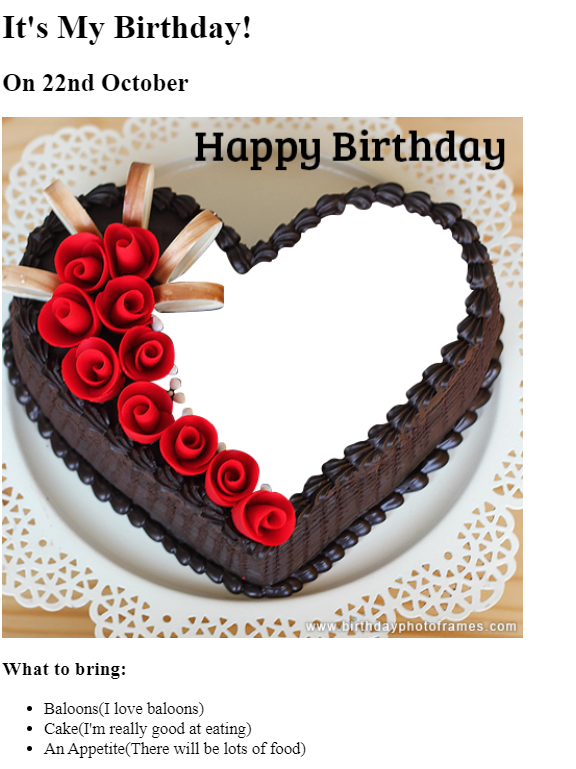 It's My Birthday!
On 22nd October
Happy Birthday
www.birthdayphotoframes.com
What to bring:
• Baloons(I love baloons)
• Cake(I'm really good at eating)
• An Appetite(There will be lots of food)